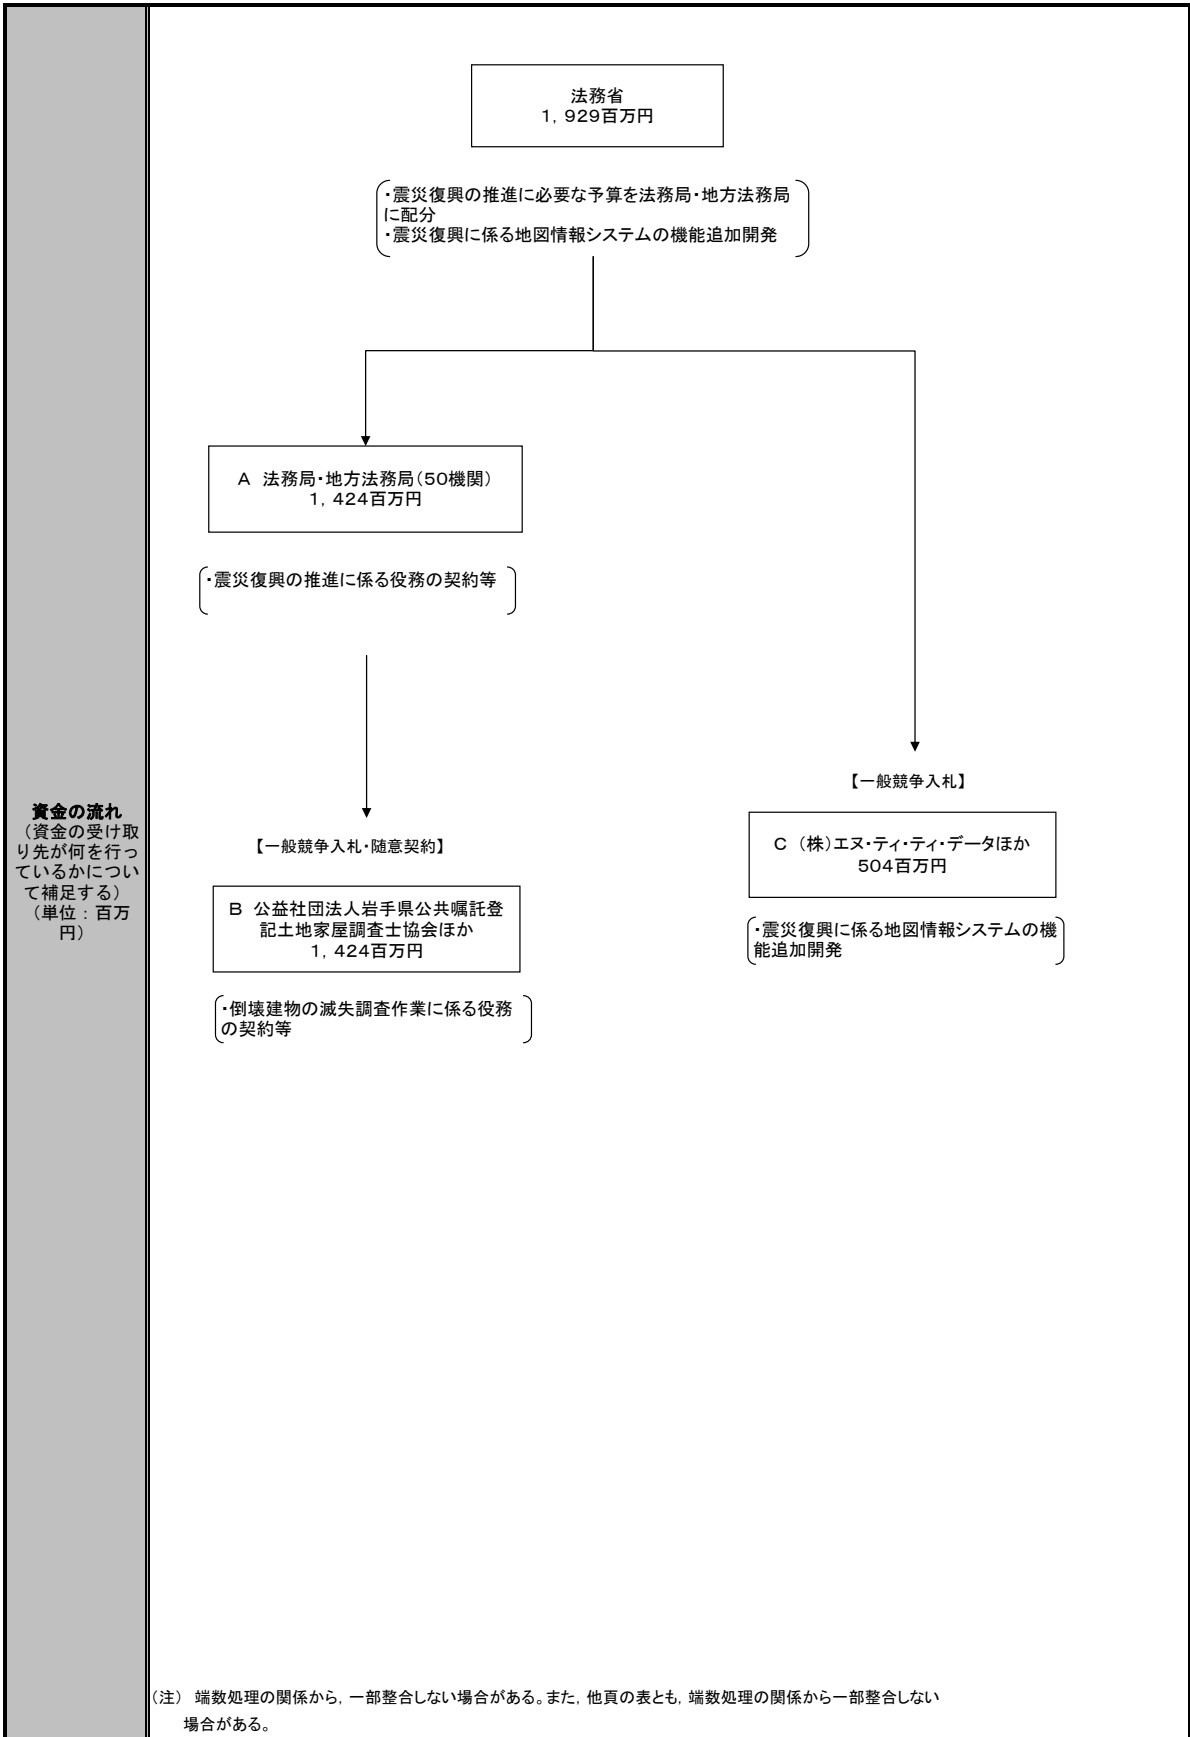 資金の流れ
（資金の受け取
り先が何を行っ
ているかについ
て補足する）
（単位：百万
円）
法務省
１，９２９百万円
・震災復興の推進に必要な予算を法務局・地方法務局
に配分
・震災復興に係る地図情報システムの機能追加開発
Ａ　法務局・地方法務局（５０機関）
１，４２４百万円
・震災復興の推進に係る役務の契約等
【一般競争入札・随意契約】
Ｂ　公益社団法人岩手県公共嘱託登
記土地家屋調査士協会ほか
１，４２４百万円
・倒壊建物の滅失調査作業に係る役務
の契約等
【一般競争入札】
Ｃ　（株）エヌ・ティ・ティ・データほか
５０４百万円
・震災復興に係る地図情報システムの機
能追加開発
（注）　端数処理の関係から，一部整合しない場合がある。また，他頁の表とも，端数処理の関係から一部整合しない
場合がある。